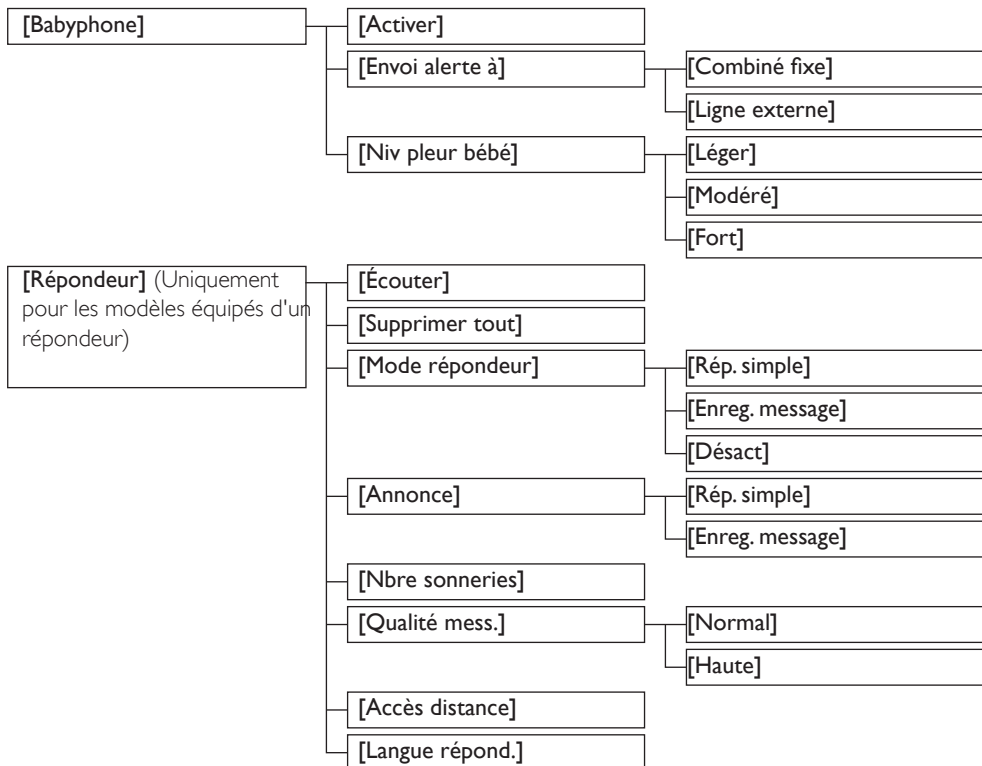 [Babyphone]
[Activer]
[Envoi alerte à]
[Combiné fixe]
[Ligne externe]
[Niv pleur bébé]
[Léger]
[Modéré]
[Fort]
[Répondeur] (Uniquement
pour les modèles équipés d'un
répondeur)
[Écouter]
[Supprimer tout]
[Mode répondeur]
[Rép. simple]
[Enreg. message]
[Désact]
[Annonce]
[Rép. simple]
[Enreg. message]
[Nbre sonneries]
[Qualité mess.]
[Normal]
[Haute]
[Accès distance]
[Langue répond.]